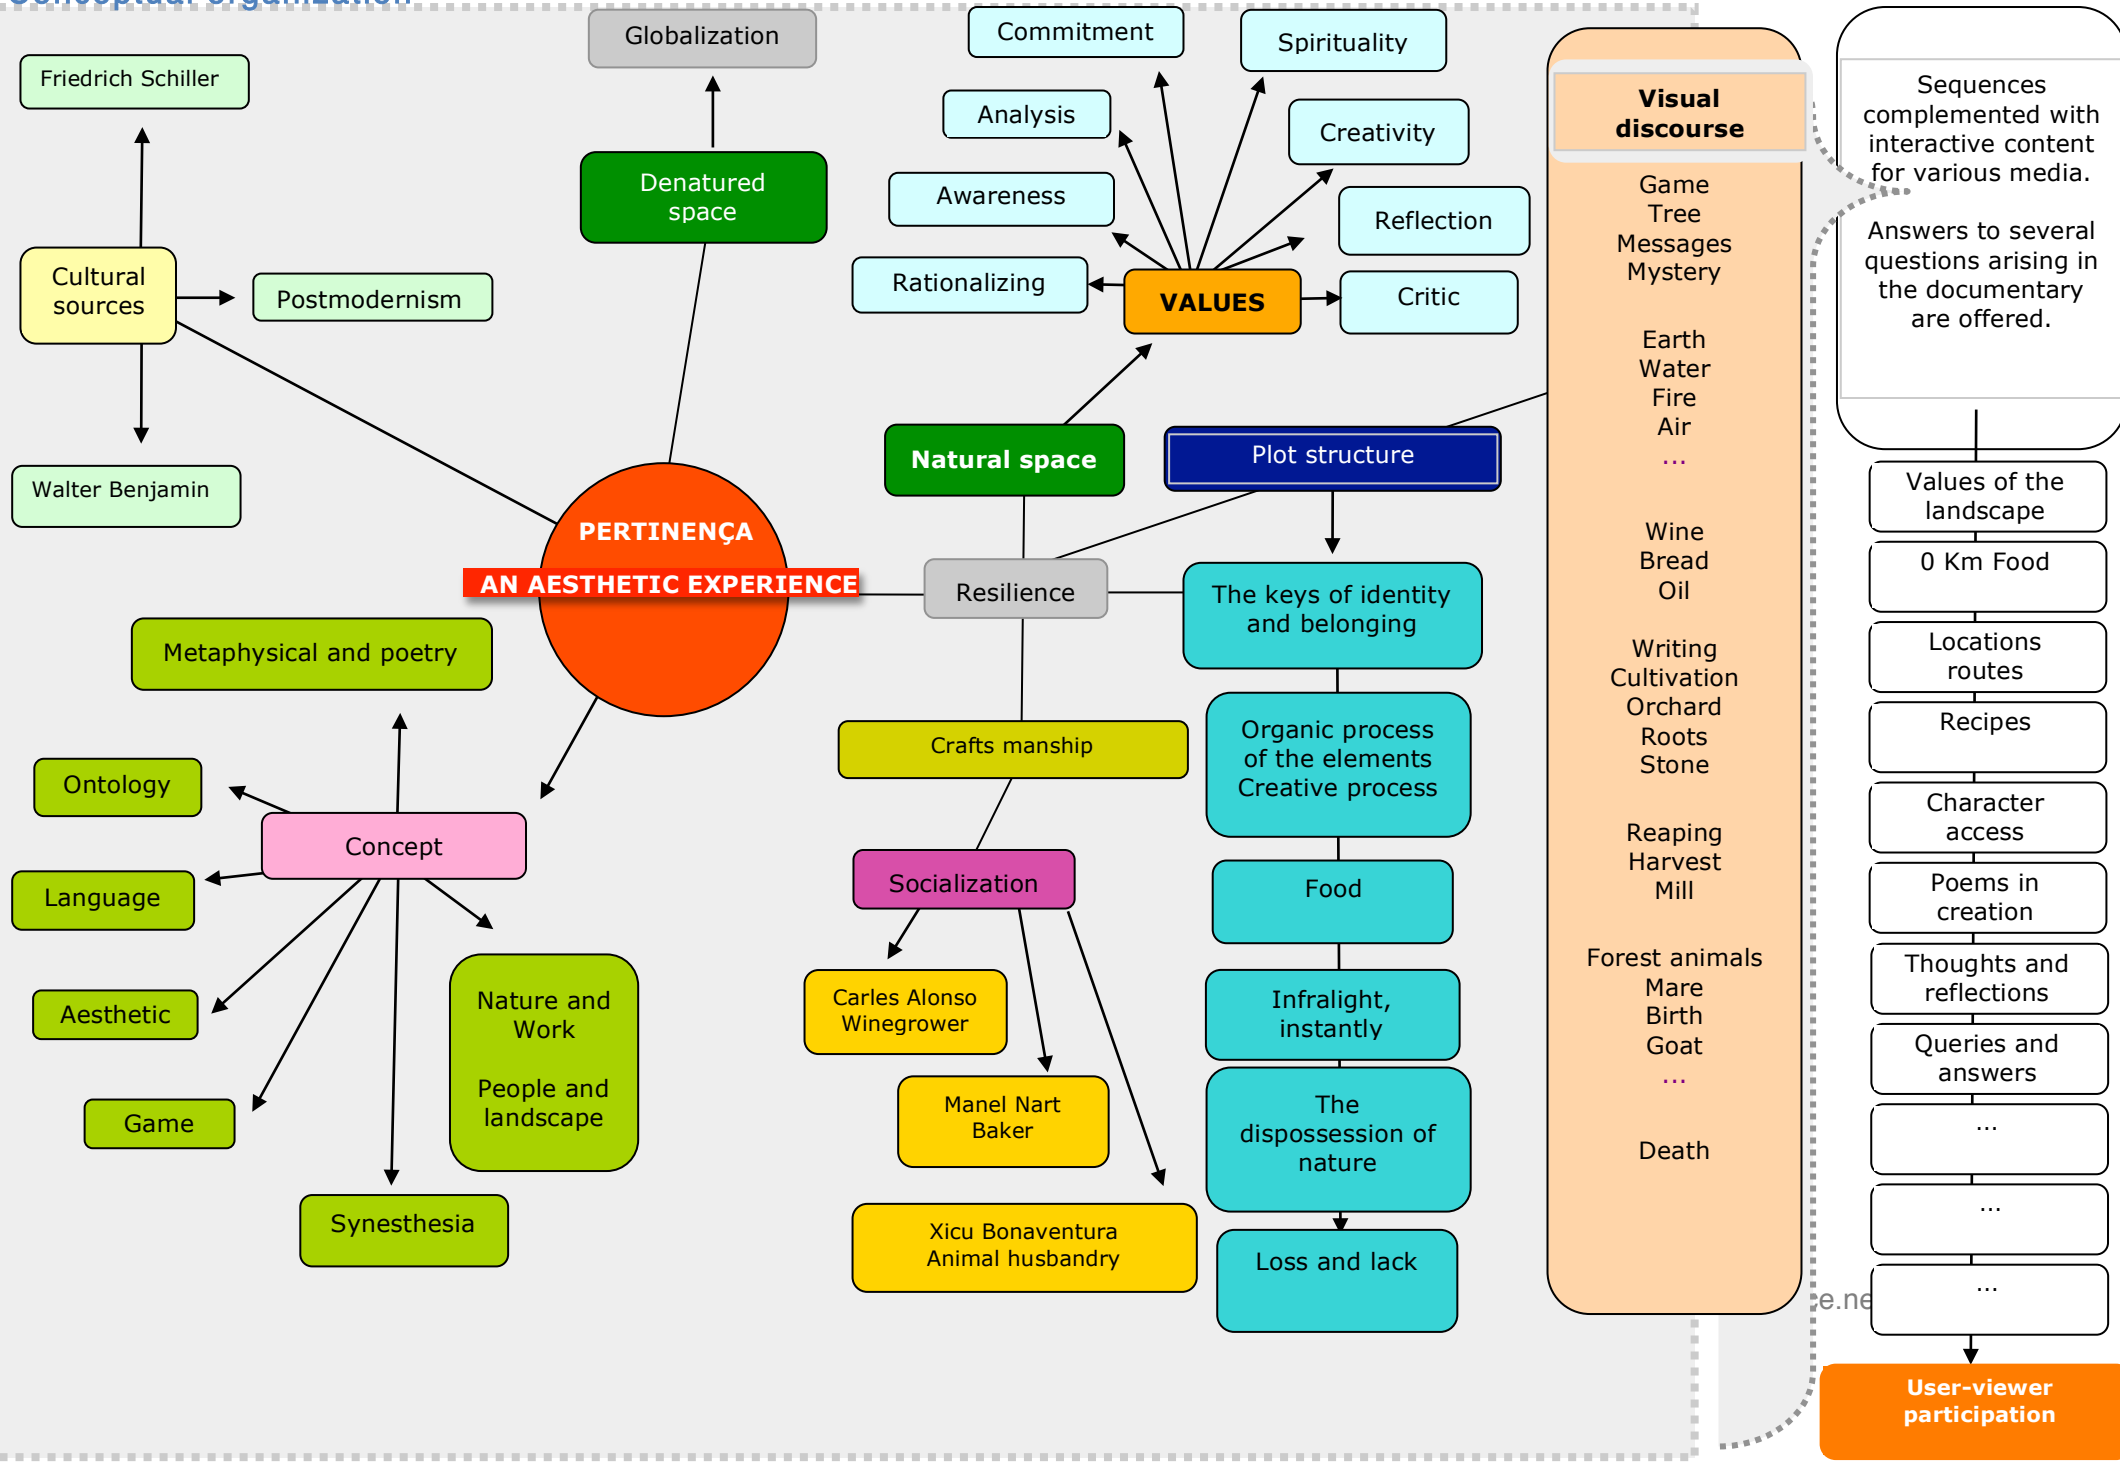 Conceptual organization
Friedrich Schiller
Cultural
sources
Postmodernism
Walter Benjamin
Globalization
Denatured
space
Commitment
Spirituality
Analysis
Creativity
Awareness
Reflection
Rationalizing
VALUES
Critic
Natural space
Plot structure
PERTINENÇA
AN AESTHETIC EXPERIENCE
Resilience
Metaphysical and poetry
Ontology
Concept
Language
Aesthetic
Game
Synesthesia
Nature and
Work
People and
landscape
Crafts manship
Socialization
Carles Alonso
Winegrower
Manel Nart
Baker
Xicu Bonaventura
Animal husbandry
The keys of identity
and belonging
Organic process
of the elements
Creative process
Food
Infralight,
instantly
The
dispossession of
nature
Loss and lack
Visual
discourse
Game
Tree
Messages
Mystery
Earth
Water
Fire
Air
...
Wine
Bread
Oil
Writing
Cultivation
Orchard
Roots
Stone
Reaping
Harvest
Mill
Forest animals
Mare
Birth
Goat
...
Death
Sequences
complemented with
interactive content
for various media.
Answers to several
questions arising in
the documentary
are offered.
Values of the
landscape
0 Km Food
Locations
routes
Recipes
Character
access
Poems in
creation
Thoughts and
reflections
Queries and
answers
...
...
...
User-viewer
participation